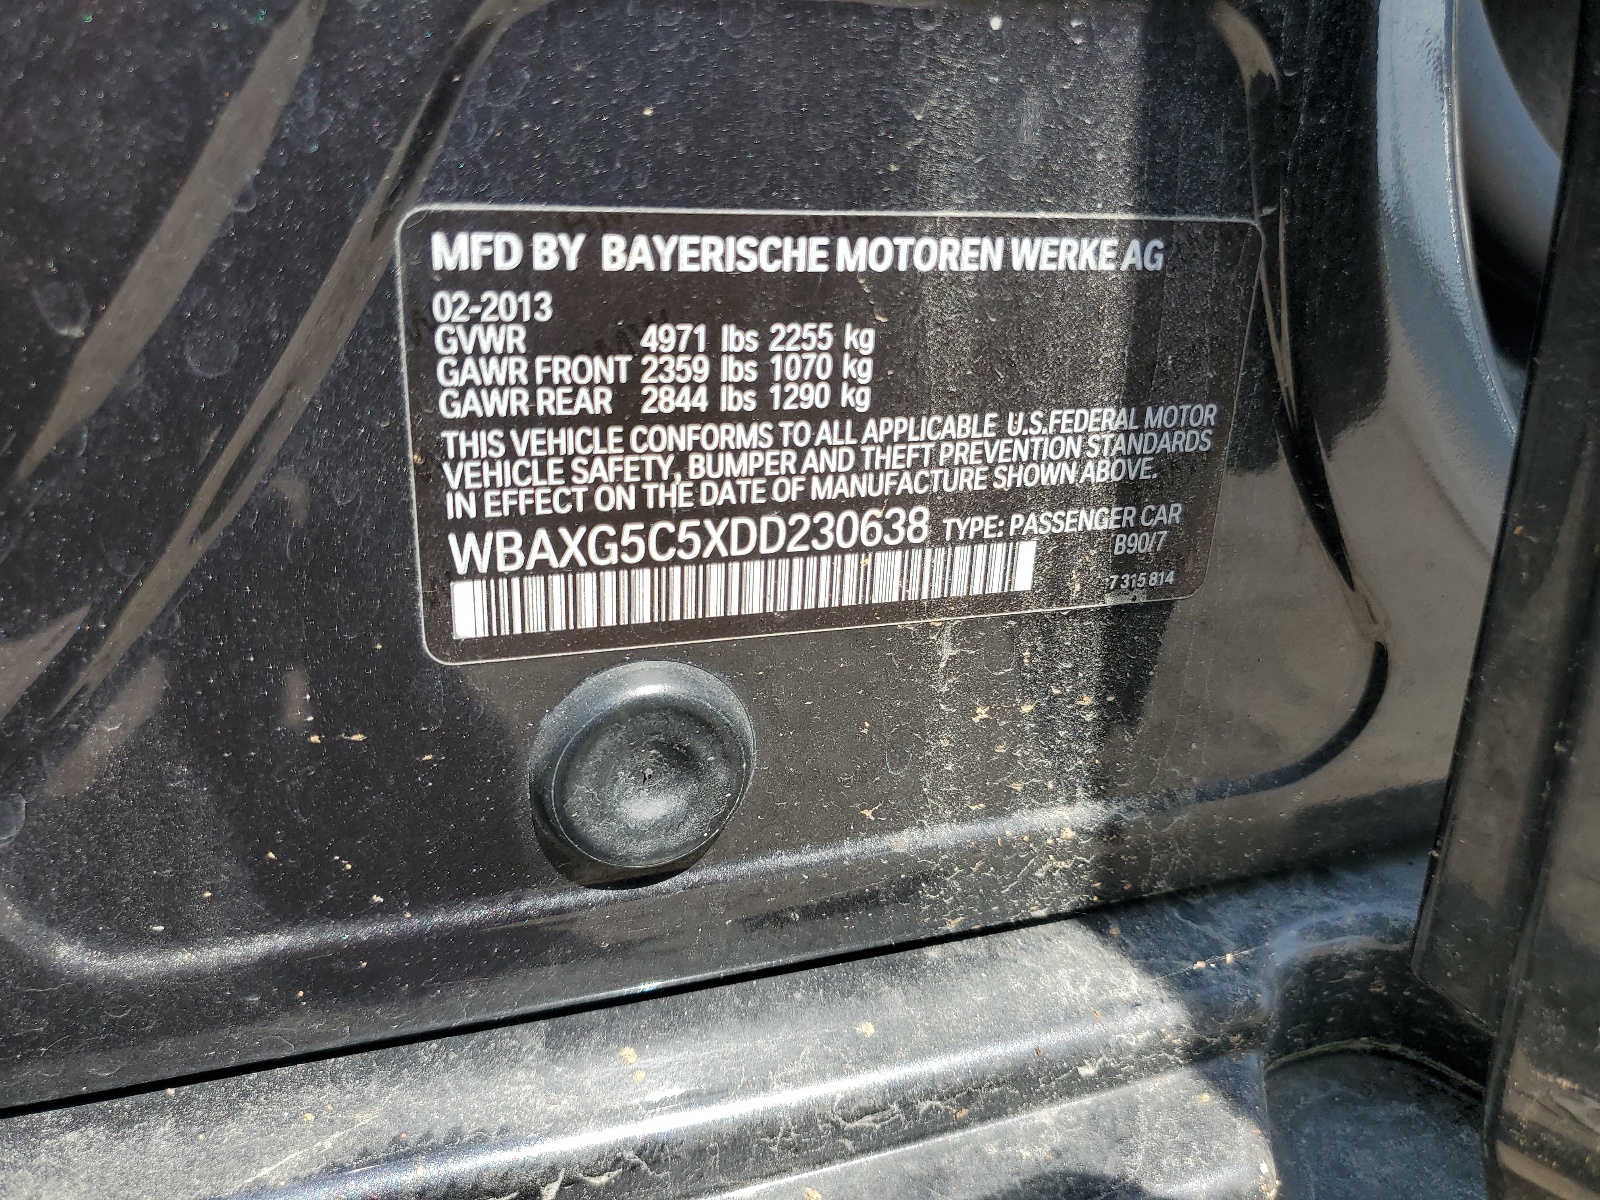 MFD BY BAYERISCHE MOTOREN WERKE AG
02-2013
GVWR 4971 lbs 2255 kg
GAWR FRONT 2359 lbs 1070 kg
GAWR REAR 2844 lbs 1290 kg
THIS VEHICLE CONFORMS TO ALL APPLICABLE U.S.FEDERAL MOTOR
VEHICLE SAFETY, BUMPER AND THEFT PREVENTION STANDARDS
IN EFFECT ON THE DATE OF MANUFACTURE SHOWN ABOVE.
WBAXG5C5XDD230638 TYPE: PASSENGER CAR
B90/7
7 315 814